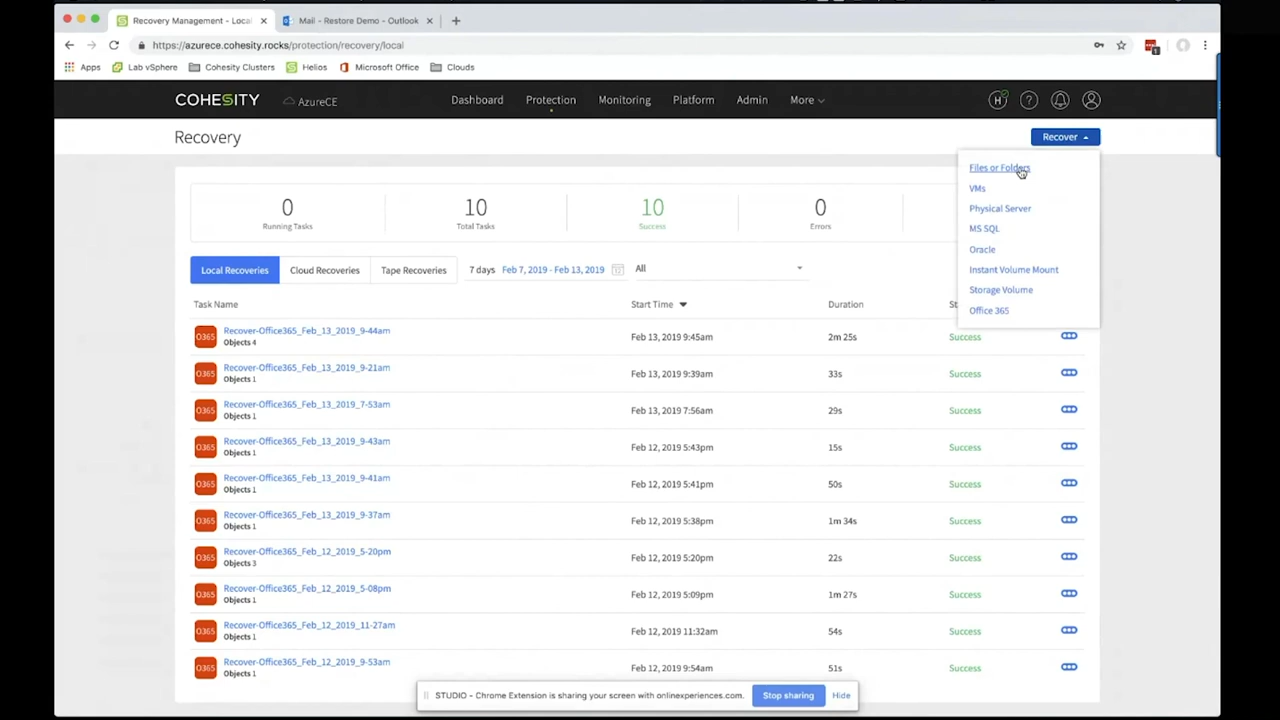 Recovery Management - Local
Mail - Restore Demo - Outlook
https://azurece.cohesity.rocks/protection/recovery/local
Apps Lab vSphere Cohesity Clusters Helios Microsoft Office Clouds
COHESITY AzureCE Dashboard Protection Monitoring Platform Admin More H ?
Recovery Recover
Files or Folders
VMs
Physical Server
MS SQL
Oracle
Instant Volume Mount
Storage Volume
Office 365
0 10 10 0
Running Tasks Total Tasks Success Errors
Local Recoveries Cloud Recoveries Tape Recoveries 7 days Feb 7, 2019 - Feb 13, 2019 All
Task Name Start Time Duration
O365 Recover-Office365_Feb_13_2019_9-44am Feb 13, 2019 9:45am 2m 25s Success
Objects 4
O365 Recover-Office365_Feb_13_2019_9-21am Feb 13, 2019 9:39am 33s Success
Objects 1
O365 Recover-Office365_Feb_13_2019_7-53am Feb 13, 2019 7:56am 29s Success
Objects 1
O365 Recover-Office365_Feb_13_2019_9-43am Feb 12, 2019 5:43pm 15s Success
Objects 1
O365 Recover-Office365_Feb_13_2019_9-41am Feb 12, 2019 5:41pm 50s Success
Objects 1
O365 Recover-Office365_Feb_13_2019_9-37am Feb 12, 2019 5:38pm 1m 34s Success
Objects 1
O365 Recover-Office365_Feb_12_2019_5-20pm Feb 12, 2019 5:20pm 22s Success
Objects 3
O365 Recover-Office365_Feb_12_2019_5-08pm Feb 12, 2019 5:09pm 1m 27s Success
Objects 1
O365 Recover-Office365_Feb_12_2019_11-27am Feb 12, 2019 11:32am 54s Success
Objects 1
O365 Recover-Office365_Feb_12_2019_9-53am Feb 12, 2019 9:54am 51s Success
Objects 1
STUDIO - Chrome Extension is sharing your screen with onlinexperiences.com. Stop sharing Hide